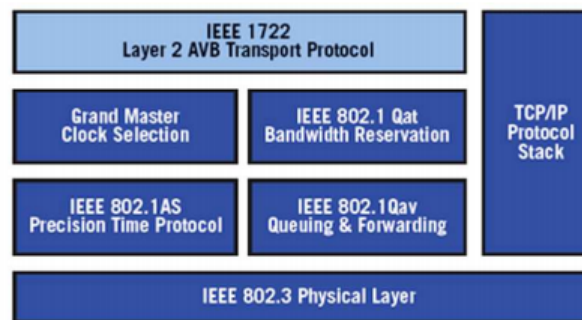 IEEE 1722
Layer 2 AVB Transport Protocol
Grand Master
Clock Selection
IEEE 802.1 Qat
Bandwidth Reservation
TCP/IP
Protocol
Stack
IEEE 802.1AS
Precision Time Protocol
IEEE 802.1Qav
Queuing & Forwarding
IEEE 802.3 Physical Layer